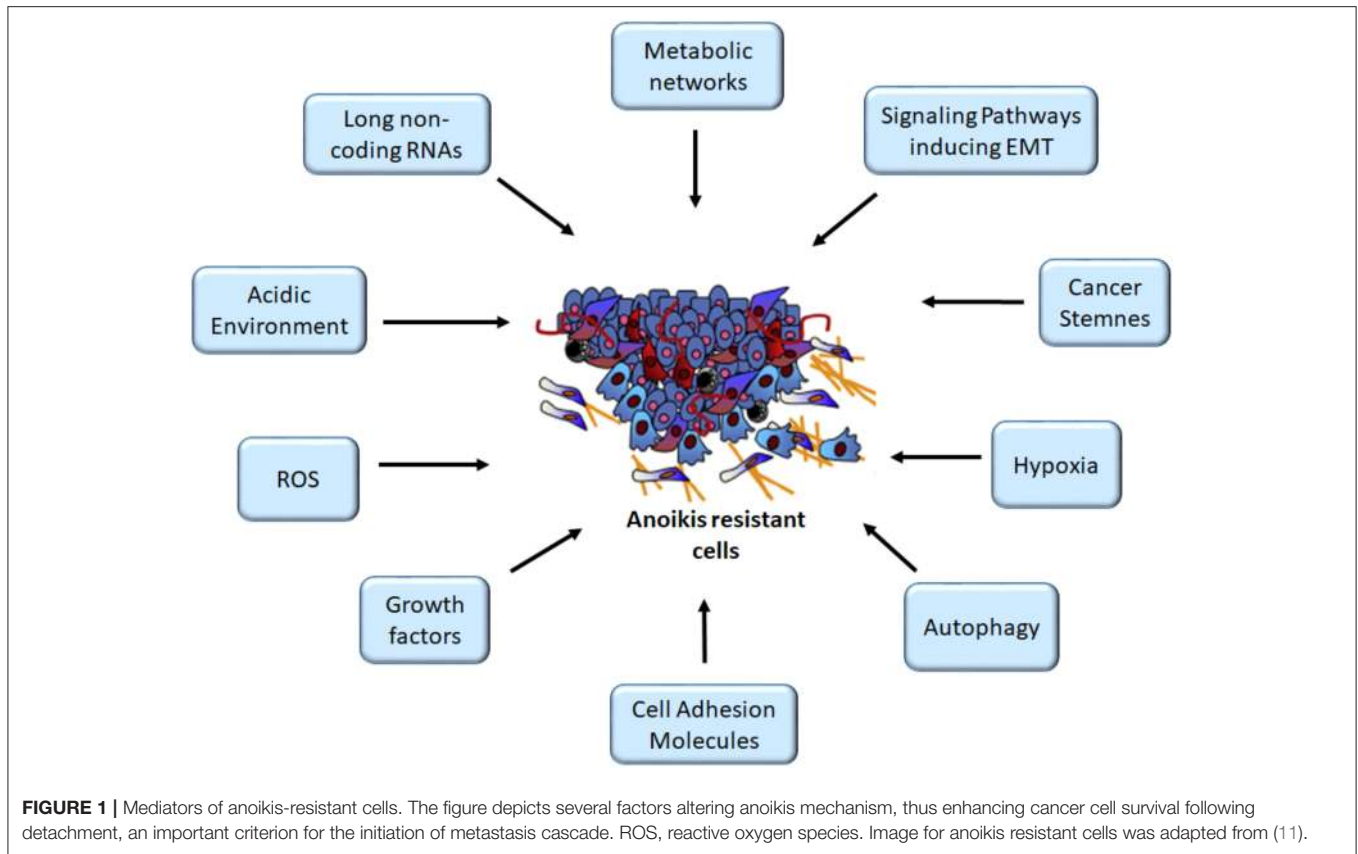 Metabolic
networks
Long non-
coding RNAs
Signaling Pathways
inducing EMT
Acidic
Environment
Cancer
Stemnes
ROS
Hypoxia
Anoikis resistant
cells
Growth
factors
Autophagy
Cell Adhesion
Molecules
FIGURE 1 | Mediators of anoikis-resistant cells. The figure depicts several factors altering anoikis mechanism, thus enhancing cancer cell survival following
detachment, an important criterion for the initiation of metastasis cascade. ROS, reactive oxygen species. Image for anoikis resistant cells was adapted from (11).